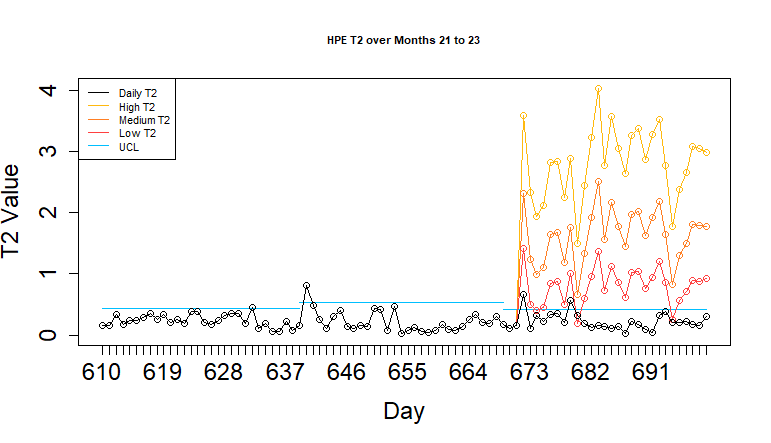 HPE T2 over Months 21 to 23
Daily T2
High T2
Medium T2
Low T2
UCL
T2 Value
4
3
2
1
0
610 619 628 637 646 655 664 673 682 691
Day